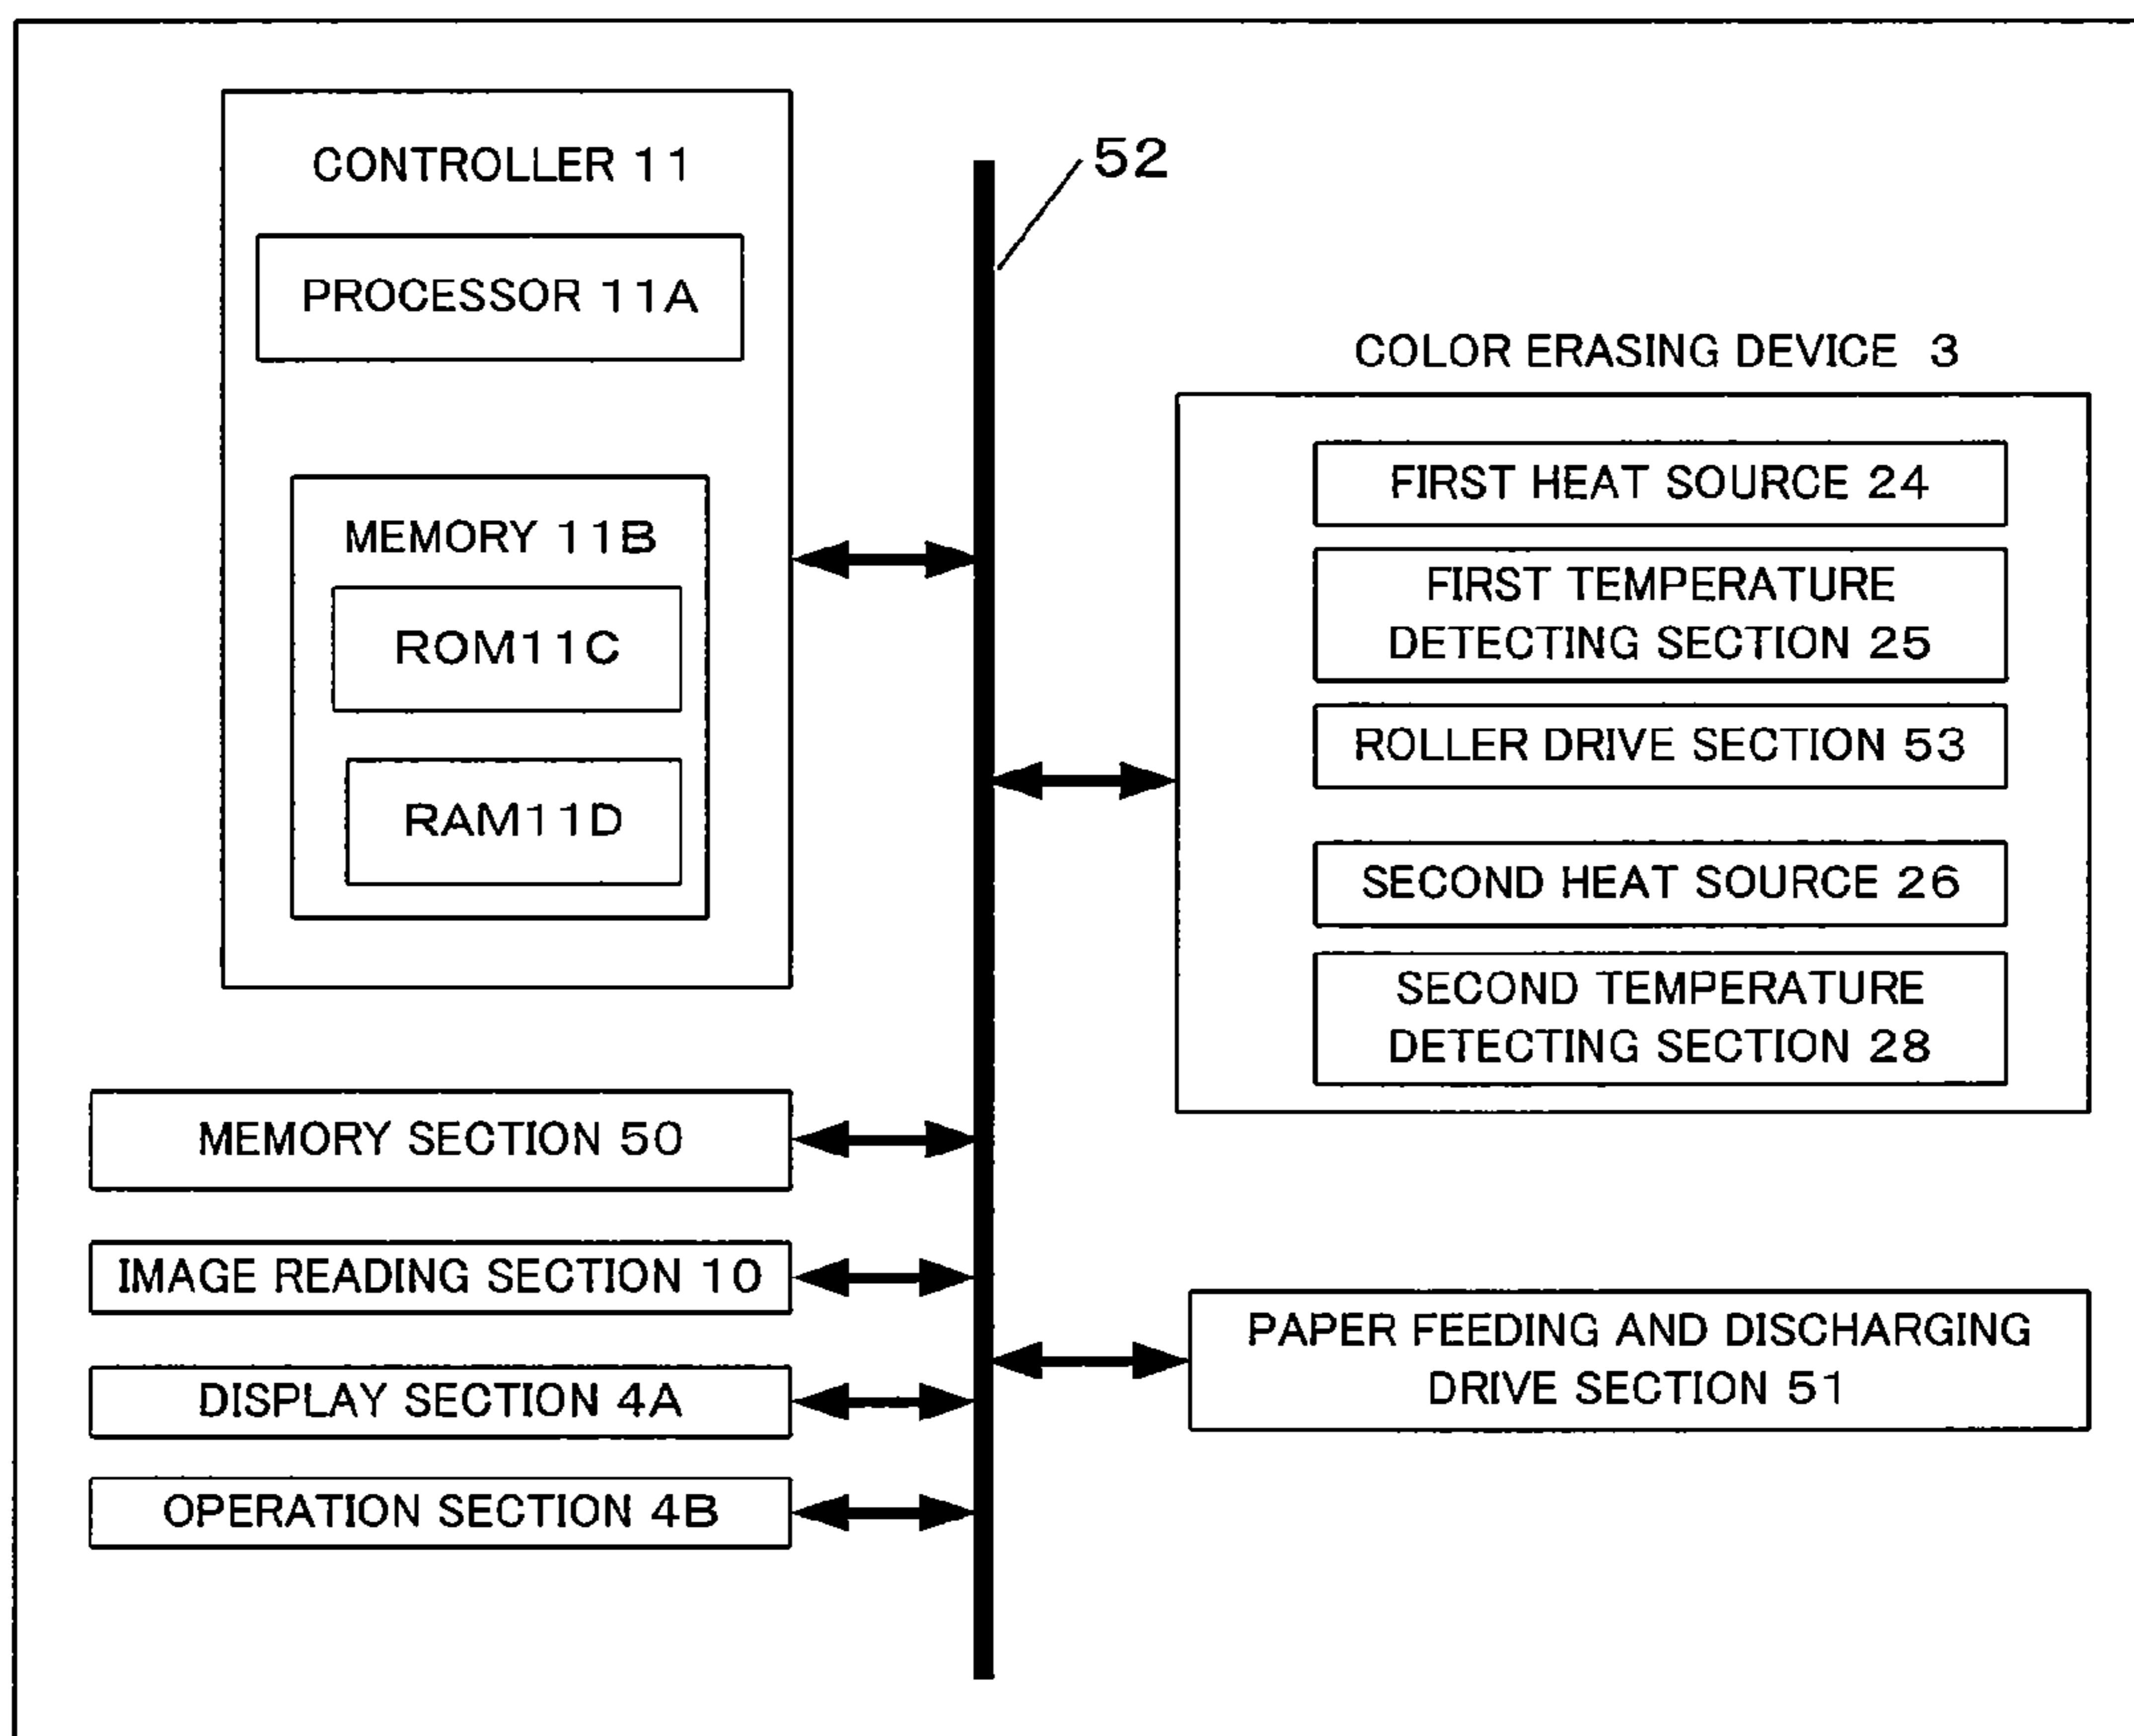 CONTROLLER 11
PROCESSOR 11A
MEMORY 11B
ROM11C
RAM11D
MEMORY SECTION 50
IMAGE READING SECTION 10
DISPLAY SECTION 4A
OPERATION SECTION 4B
52
COLOR ERASING DEVICE 3
FIRST HEAT SOURCE 24
FIRST TEMPERATURE
DETECTING SECTION 25
ROLLER DRIVE SECTION 53
SECOND HEAT SOURCE 26
SECOND TEMPERATURE
DETECTING SECTION 28
PAPER FEEDING AND DISCHARGING
DRIVE SECTION 51